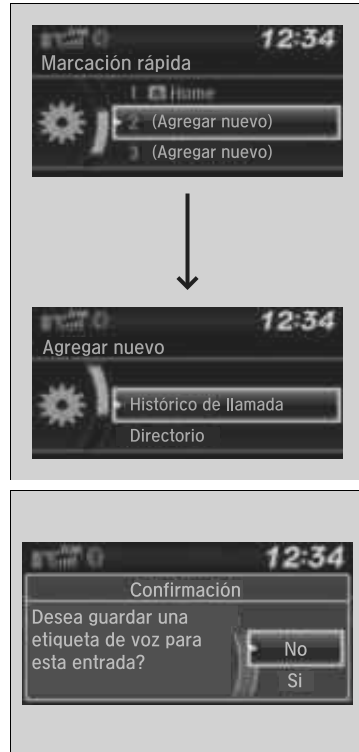 12:34
Marcación rápida
1 Home
2 (Agregar nuevo)
3 (Agregar nuevo)
12:34
Agregar nuevo
Histórico de llamada
Directorio
12:34
Confirmación
Desea guardar una
etiqueta de voz para
esta entrada?
No
Si